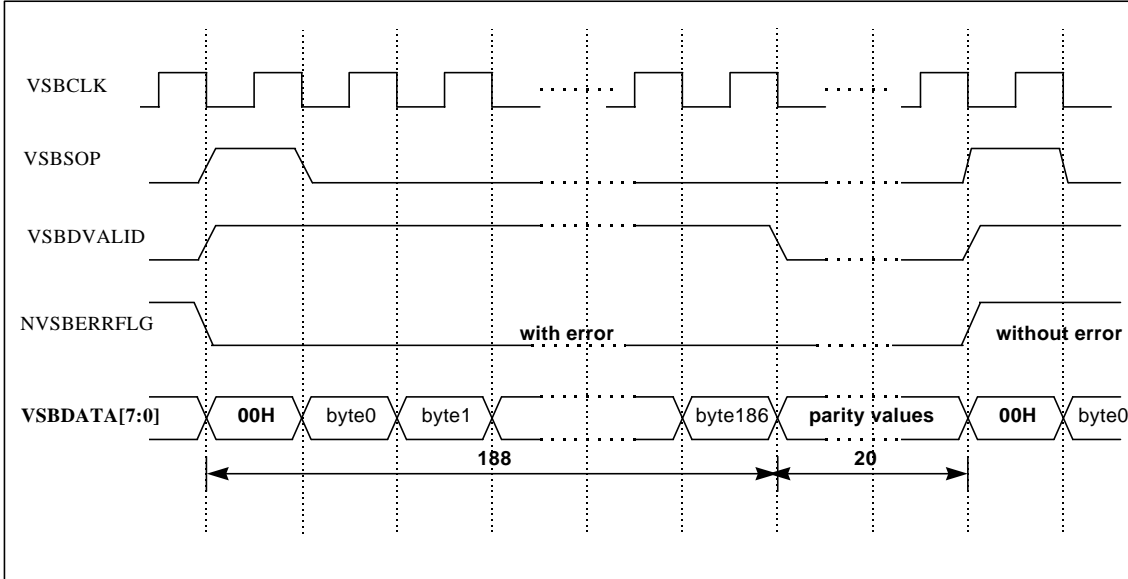 VSBCLK
VSBSOP
VSBDVALID
NVSBERRFLG
with error
without error
VSBDATA[7:0]
00H
byte0
byte1
byte186
parity values
00H
byte0
188
20